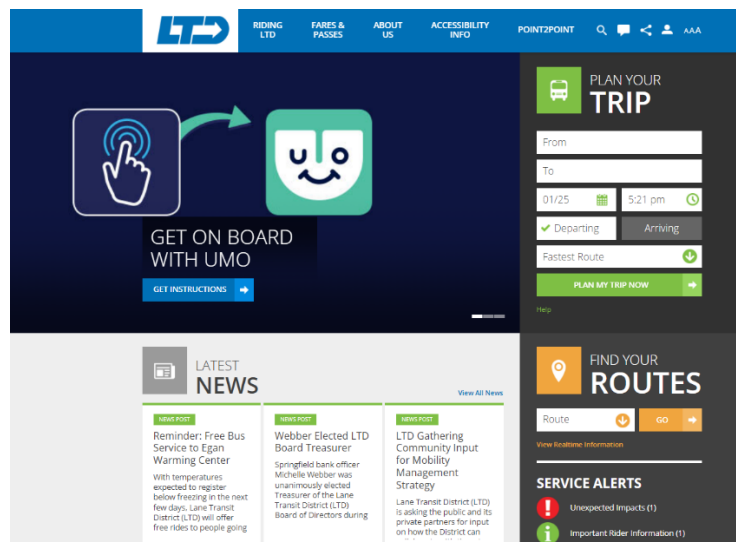 LTD
RIDING
LTD
FARES &
PASSES
ABOUT
US
ACCESSIBILITY
INFO
POINT2POINT
AAA
umo
GET ON BOARD
WITH UMO
GET INSTRUCTIONS
PLAN YOUR
TRIP
From
To
01/25
5:21 pm
Departing
Arriving
Fastest Route
PLAN MY TRIP NOW
Help
LATEST
NEWS
View All News
NEWS POST
Reminder: Free Bus
Service to Egan
Warming Center
With temperatures
expected to register
below freezing in the next
few days, Lane Transit
District (LTD) will offer
free rides to people going
NEWS POST
Webber Elected LTD
Board Treasurer
Springfield bank officer
Michelle Webber was
unanimously elected
Treasurer of the Lane
Transit District (LTD)
Board of Directors during
NEWS POST
LTD Gathering
Community Input
for Mobility
Management
Strategy
Lane Transit District (LTD)
is asking the public and its
private partners for input
on how the District can
FIND YOUR
ROUTES
Route
GO
View Realtime Information
SERVICE ALERTS
Unexpected Impacts (1)
Important Rider Information (1)